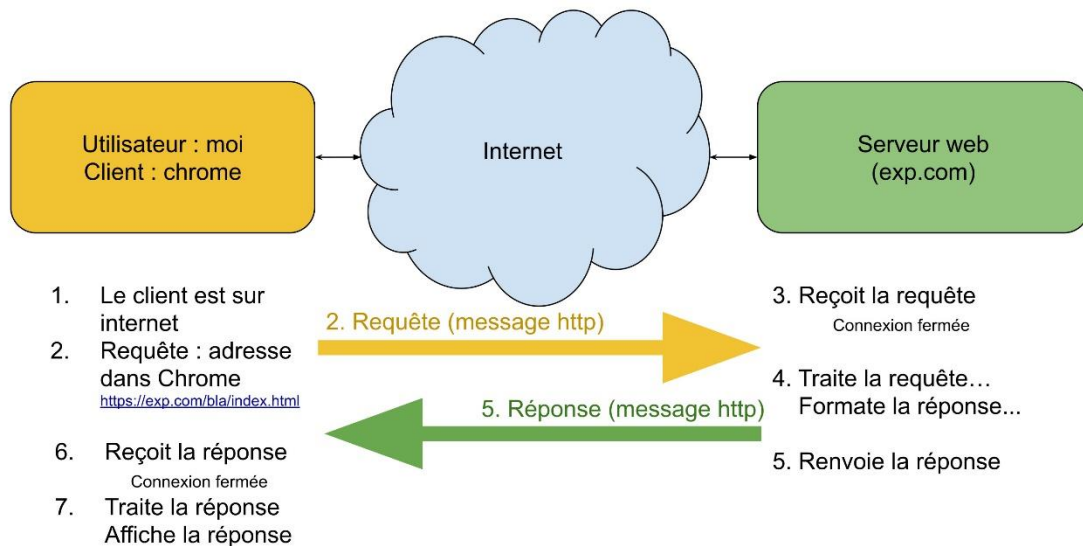 Utilisateur : moi
Client : chrome
Internet
Serveur web
(exp.com)
1. Le client est sur
internet
2. Requête : adresse
dans Chrome
https://exp.com/bla/index.html
6. Reçoit la réponse
Connexion fermée
7. Traite la réponse
Affiche la réponse
2. Requête (message http)
5. Réponse (message http)
3. Reçoit la requête
Connexion fermée
4. Traite la requête…
Formate la réponse...
5. Renvoie la réponse